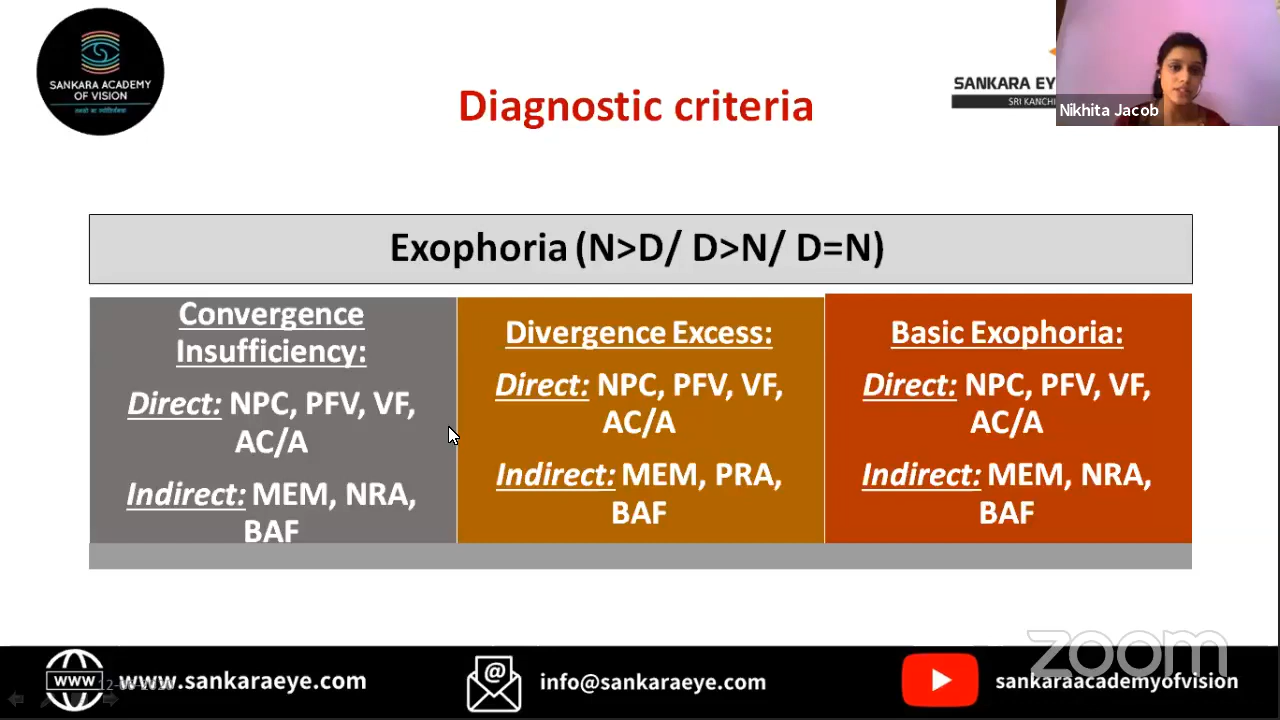 SANKARA ACADEMY
OF VISION
Diagnostic criteria
SANKARA EY
SRI KANCHI
Nikhita Jacob
Exophoria (N>D/ D>N/ D=N)
Convergence
Insufficiency:
Direct: NPC, PFV, VF,
AC/A
Indirect: MEM, NRA,
BAF
Divergence Excess:
Direct: NPC, PFV, VF,
AC/A
Indirect: MEM, PRA,
BAF
Basic Exophoria:
Direct: NPC, PFV, VF,
AC/A
Indirect: MEM, NRA,
BAF
zoom
WWW
www.sankaraeye.com
@
info@sankaraeye.com
sankaraacademyofvision